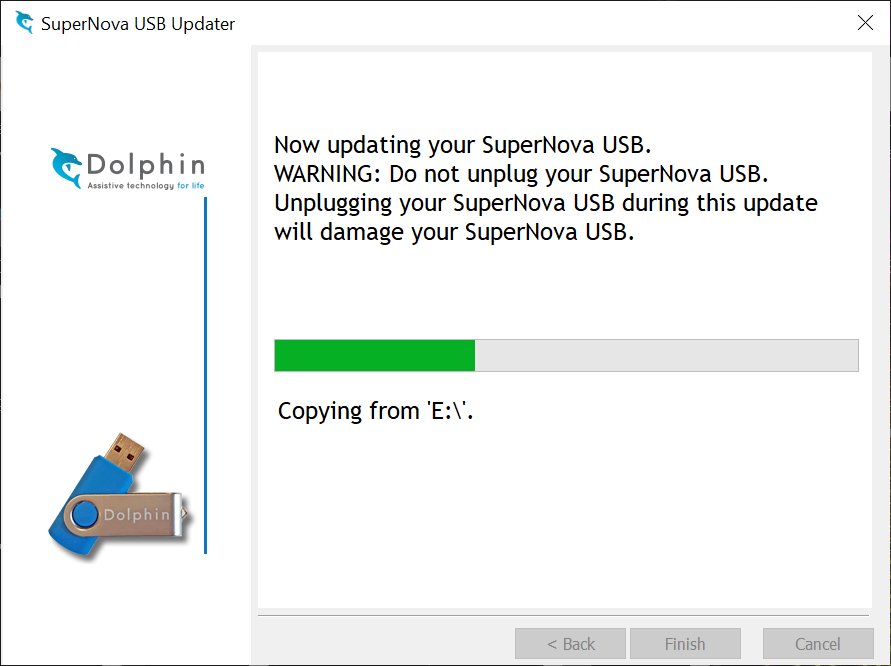 SuperNova USB Updater
Dolphin
Assistive technology for life
Now updating your SuperNova USB.
WARNING: Do not unplug your SuperNova USB.
Unplugging your SuperNova USB during this update
will damage your SuperNova USB.
Copying from 'E:\'.
Dolphin
< Back
Finish
Cancel